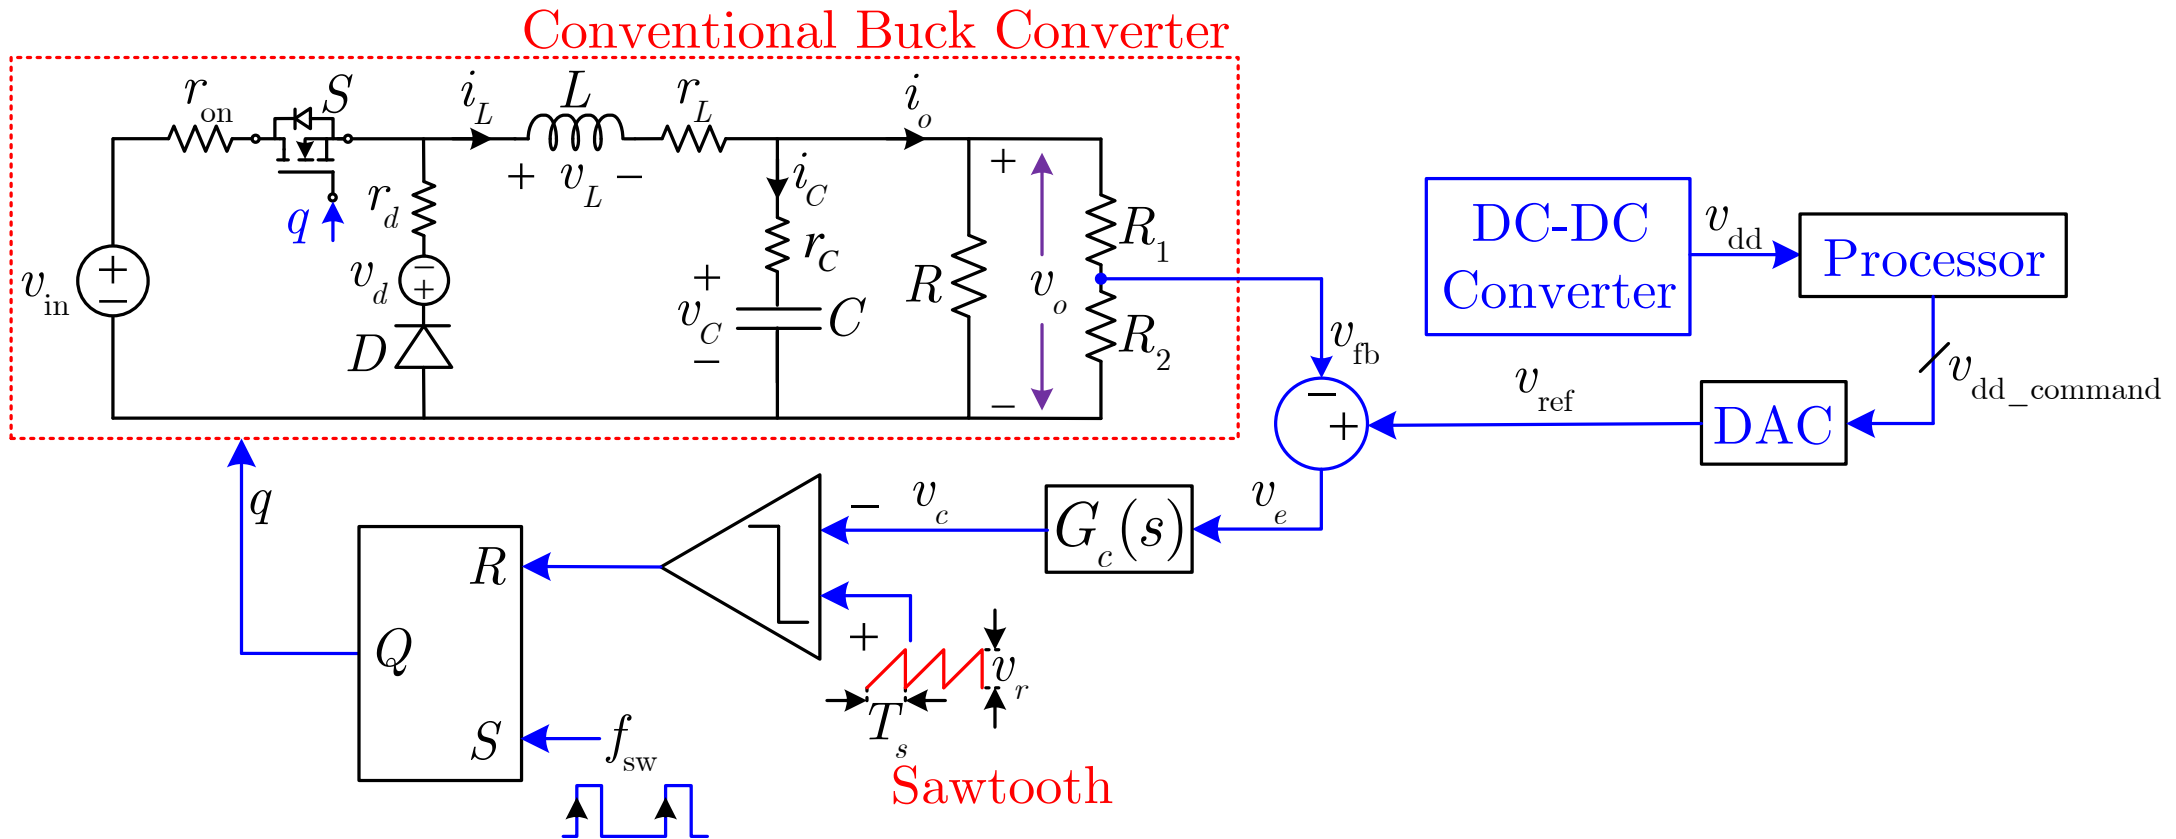 Conventional Buck Converter
r_on
S
i_L
L
r_L
i_o
+ v_L −
i_C
r_d
q
r_C
v_in
+
−
v_d
−
+
D
+
v_C
−
C
R
+
v_o
−
R_1
R_2
DC-DC
Converter
v_dd
Processor
v_fb
v_dd_command
v_ref
DAC
−
+
q
R
Q
S
f_sw
−
+
v_c
G_c(s)
v_e
v_r
T_s
Sawtooth